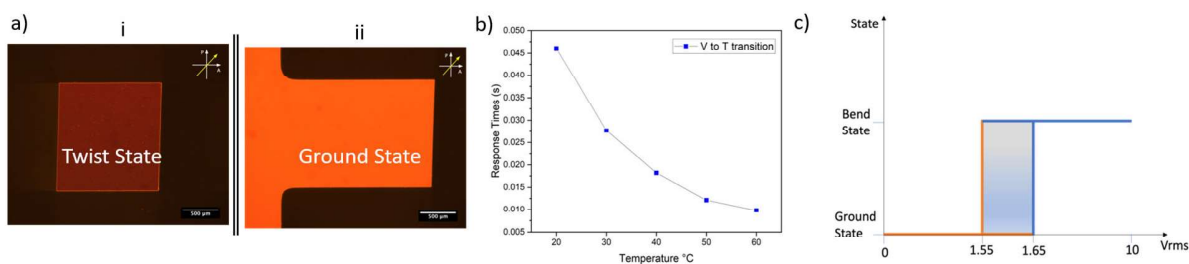 a)
i
ii
P
A
Twist State
500 μm
P
A
Ground State
500 μm
b)
V to T transition
Response Times (s)
0.050
0.045
0.040
0.035
0.030
0.025
0.020
0.015
0.010
0.005
20 30 40 50 60
Temperature °C
c)
State
Bend
State
Ground
State
0 1.55 1.65 10
Vrms